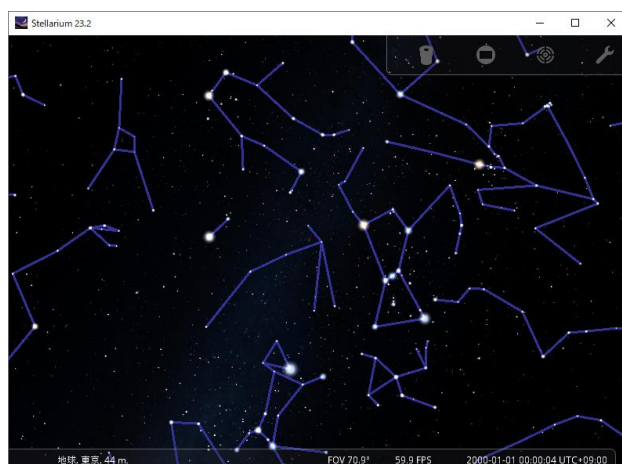 Stellarium 23.2
地球, 東京, 44 m.
FOV 70.9°
59.9 FPS
2000-01-01 00:00:04 UTC+09:00